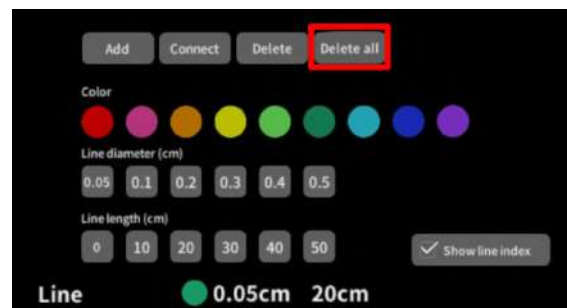 Add Connect Delete Delete all
Color
Line diameter (cm)
0.05 0.1 0.2 0.3 0.4 0.5
Line length (cm)
0 10 20 30 40 50 Show line index
Line 0.05cm 20cm